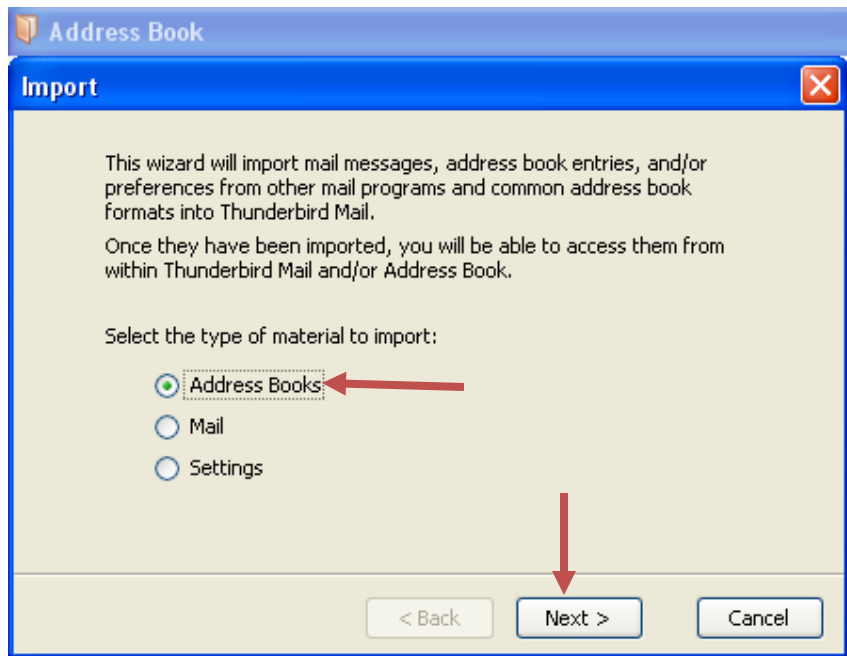 Address Book
Import
This wizard will import mail messages, address book entries, and/or
preferences from other mail programs and common address book
formats into Thunderbird Mail.
Once they have been imported, you will be able to access them from
within Thunderbird Mail and/or Address Book.
Select the type of material to import:
Address Books
Mail
Settings
< Back Next > Cancel